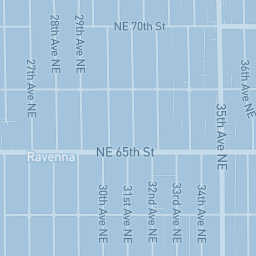 NE 70th St
28th Ave NE
29th Ave NE
27th Ave NE
36th Ave NE
35th Ave NE
NE 65th St
Ravenna
30th Ave NE
31st Ave NE
32nd Ave NE
33rd Ave NE
34th Ave NE